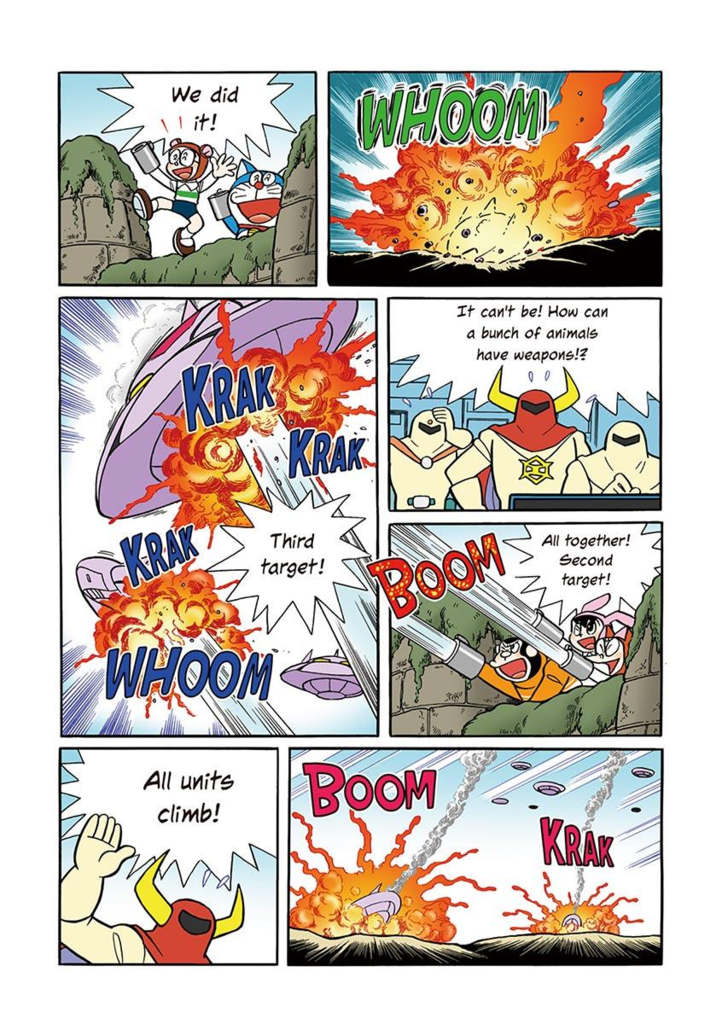 WHOOM
We did
it!
It can't be! How can
a bunch of animals
have weapons!?
All together!
Second
target!
BOOM
KRAK
KRAK
Third
target!
KRAK
WHOOM
KRAK
BOOM
All units
climb!